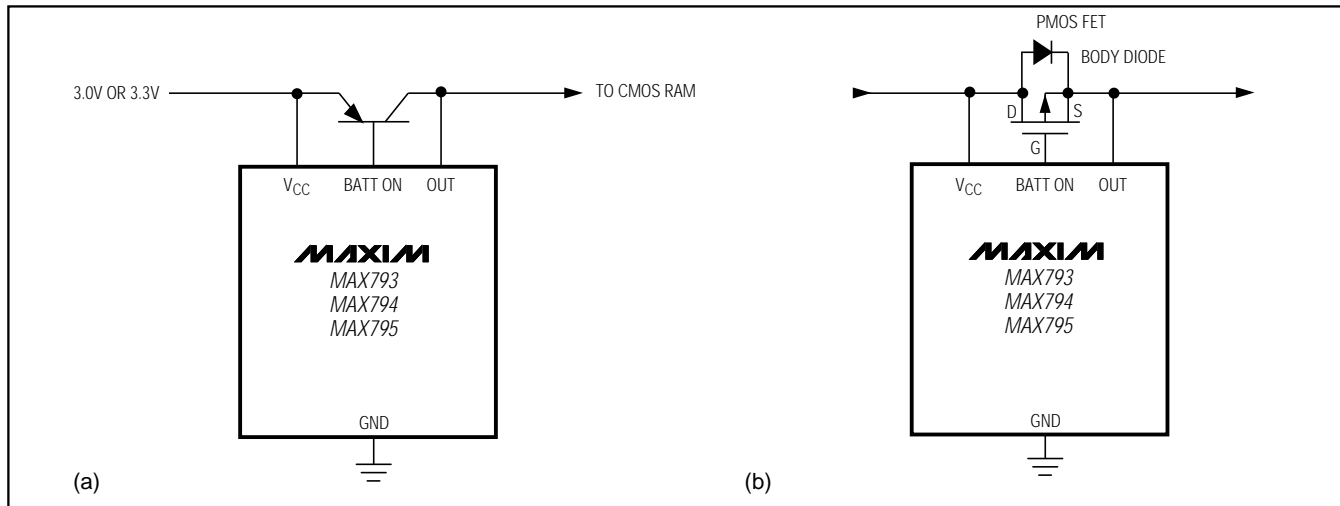 PMOS FET
BODY DIODE
3.0V OR 3.3V
TO CMOS RAM
D
S
G
VCC BATT ON OUT
MAXIM
MAX793
MAX794
MAX795
GND
(a)
VCC BATT ON OUT
MAXIM
MAX793
MAX794
MAX795
GND
(b)